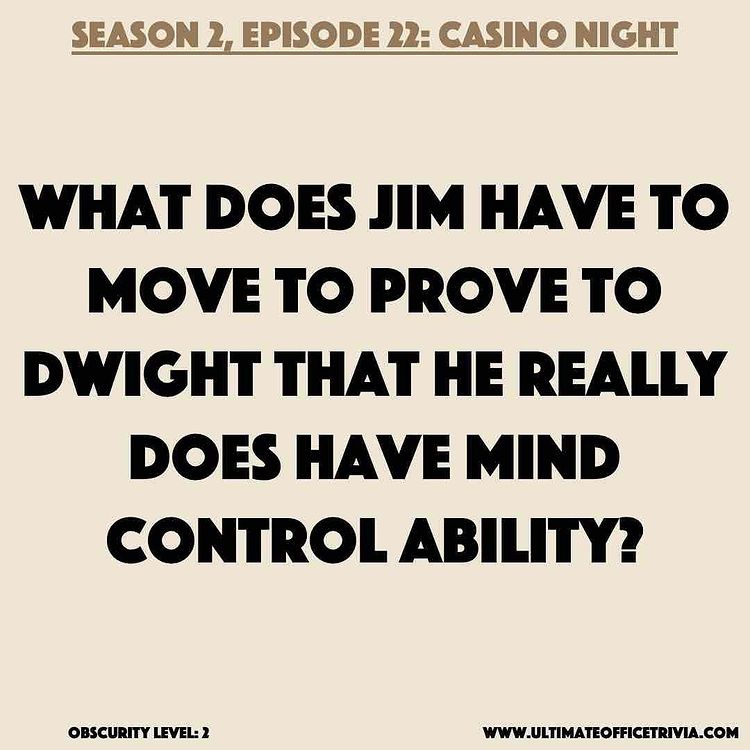 SEASON 2, EPISODE 22: CASINO NIGHT
WHAT DOES JIM HAVE TO
MOVE TO PROVE TO
DWIGHT THAT HE REALLY
DOES HAVE MIND
CONTROL ABILITY?
OBSCURITY LEVEL: 2
WWW.ULTIMATEOFFICETRIVIA.COM